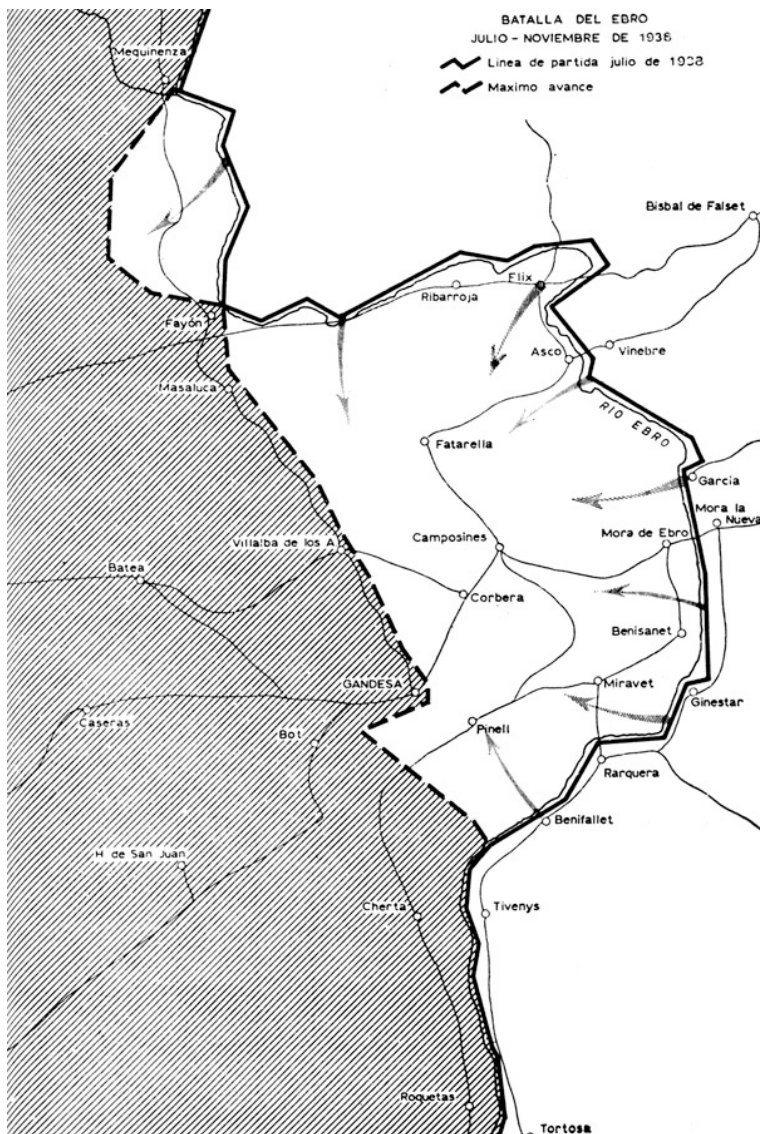 BATALLA DEL EBRO
JULIO - NOVIEMBRE DE 1938
Linea de partida julio de 1938
Maximo avance
Mequinenza
Bisbal de Falset
Flix
Ribarroja
Fayón
Vinebre
Asco
Masaluca
RIO EBRO
Fatarella
Garcia
Mora la
Nueva
Villalba de los A
Camposines
Mora de Ebro
Batea
Corbera
Benisanet
GANDESA
Miravet
Ginestar
Caseras
Pinell
Bot
Rarquera
Benifallet
H. de San Juan
Cherta
Tivenys
Roquetas
Tortosa